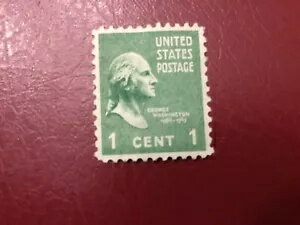 UNITED
STATES
POSTAGE
GEORGE
WASHINGTON
1 CENT 1